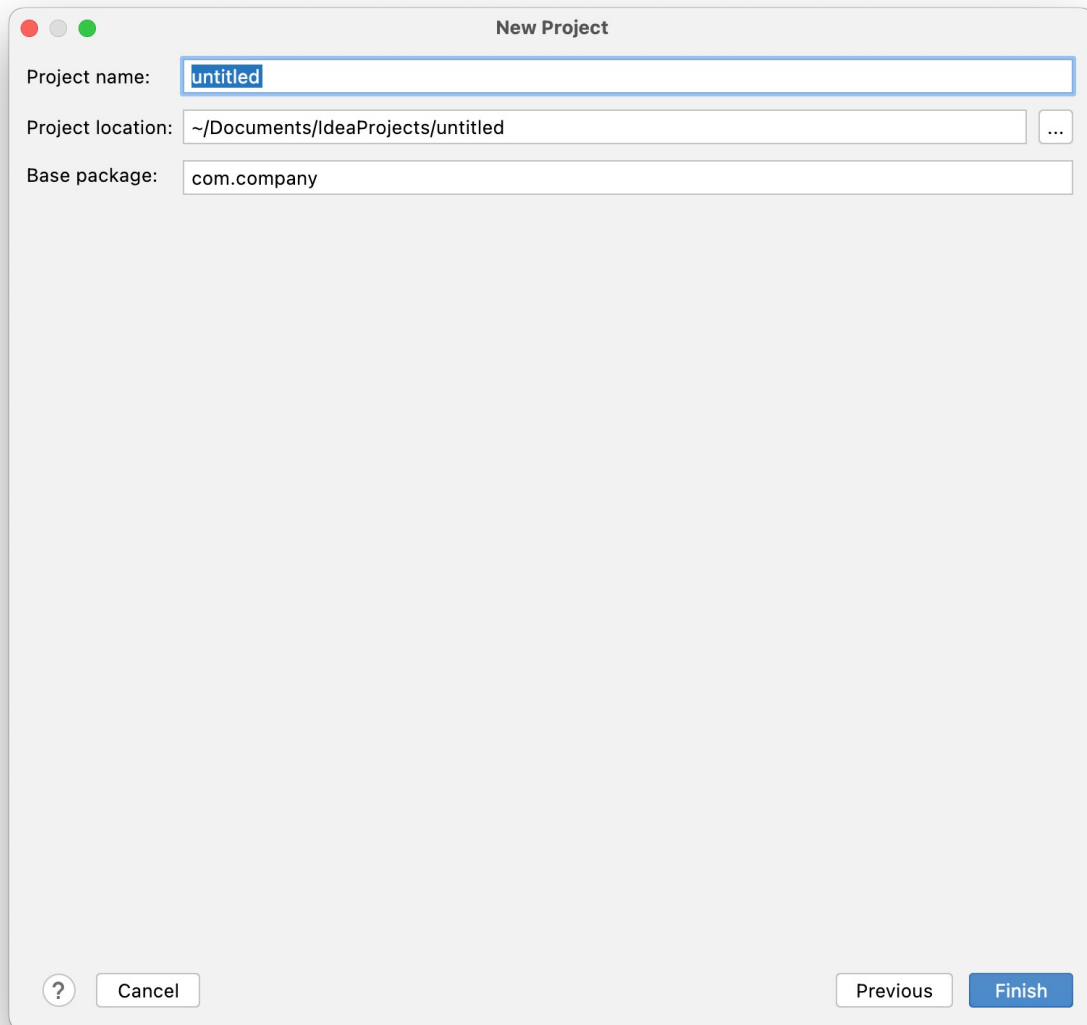 New Project
Project name: untitled
Project location: ~/Documents/IdeaProjects/untitled ...
Base package: com.company
? Cancel Previous Finish